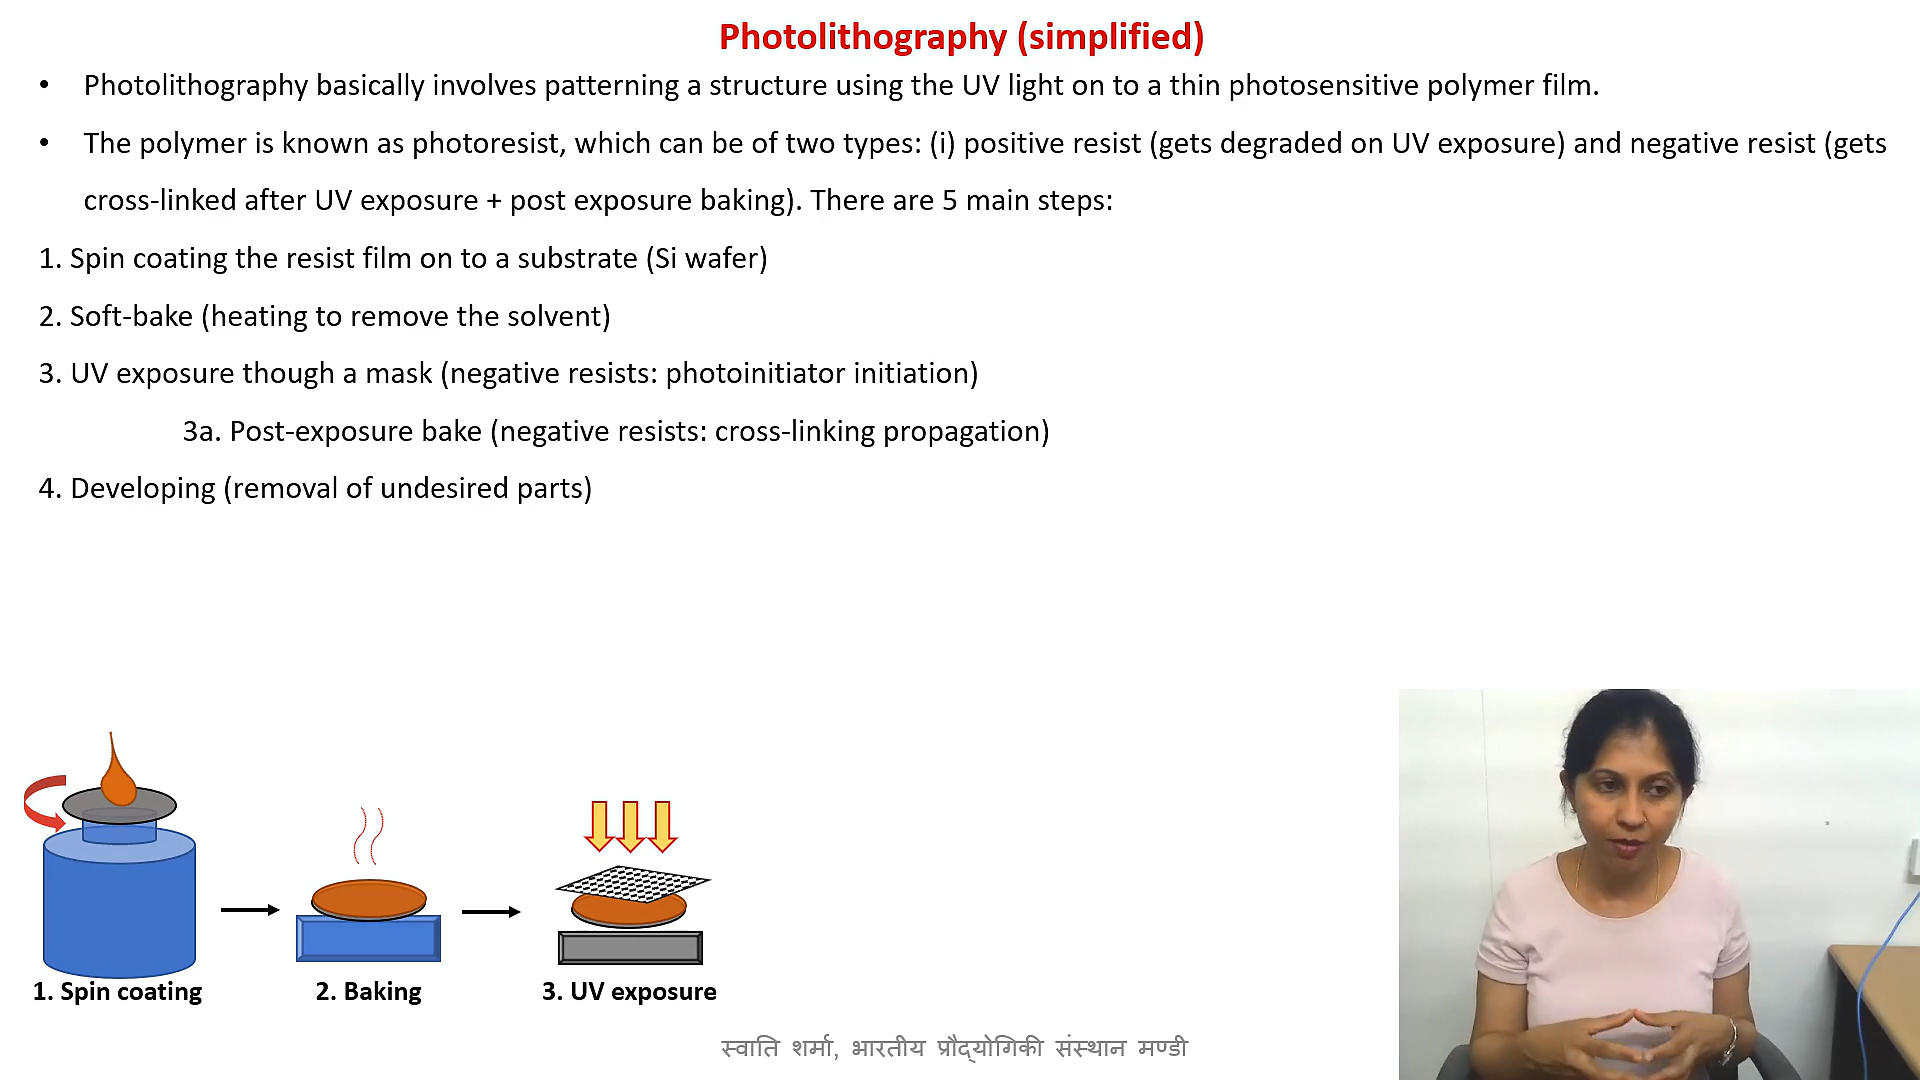 Photolithography (simplified)
• Photolithography basically involves patterning a structure using the UV light on to a thin photosensitive polymer film.
• The polymer is known as photoresist, which can be of two types: (i) positive resist (gets degraded on UV exposure) and negative resist (gets
cross-linked after UV exposure + post exposure baking). There are 5 main steps:
1. Spin coating the resist film on to a substrate (Si wafer)
2. Soft-bake (heating to remove the solvent)
3. UV exposure though a mask (negative resists: photoinitiator initiation)
3a. Post-exposure bake (negative resists: cross-linking propagation)
4. Developing (removal of undesired parts)
1. Spin coating
2. Baking
3. UV exposure
स्वाति शर्मा, भारतीय प्रौद्योगिकी संस्थान मण्डी